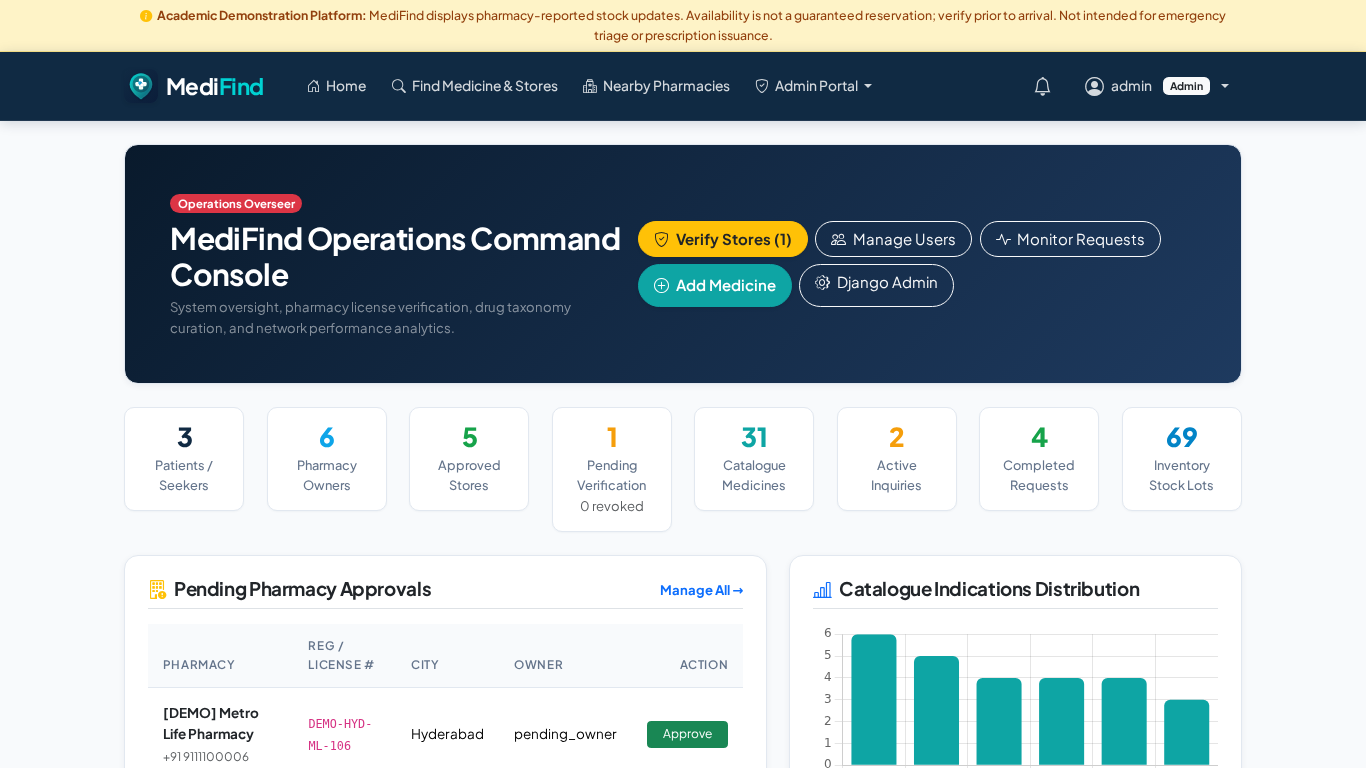 Academic Demonstration Platform: MediFind displays pharmacy-reported stock updates. Availability is not a guaranteed reservation; verify prior to arrival. Not intended for emergency
triage or prescription issuance.
MediFind
Home
Find Medicine & Stores
Nearby Pharmacies
Admin Portal
admin
Admin
Operations Overseer
MediFind Operations Command
Console
System oversight, pharmacy license verification, drug taxonomy
curation, and network performance analytics.
Verify Stores (1)
Manage Users
Monitor Requests
Add Medicine
Django Admin
3
Patients /
Seekers
6
Pharmacy
Owners
5
Approved
Stores
1
Pending
Verification
0 revoked
31
Catalogue
Medicines
2
Active
Inquiries
4
Completed
Requests
69
Inventory
Stock Lots
Pending Pharmacy Approvals
Manage All →
PHARMACY
REG /
LICENSE #
CITY
OWNER
ACTION
[DEMO] Metro
Life Pharmacy
+91 9111100006
DEMO-HYD-
ML-106
Hyderabad
pending_owner
Approve
Catalogue Indications Distribution
6
5
4
3
2
1
0